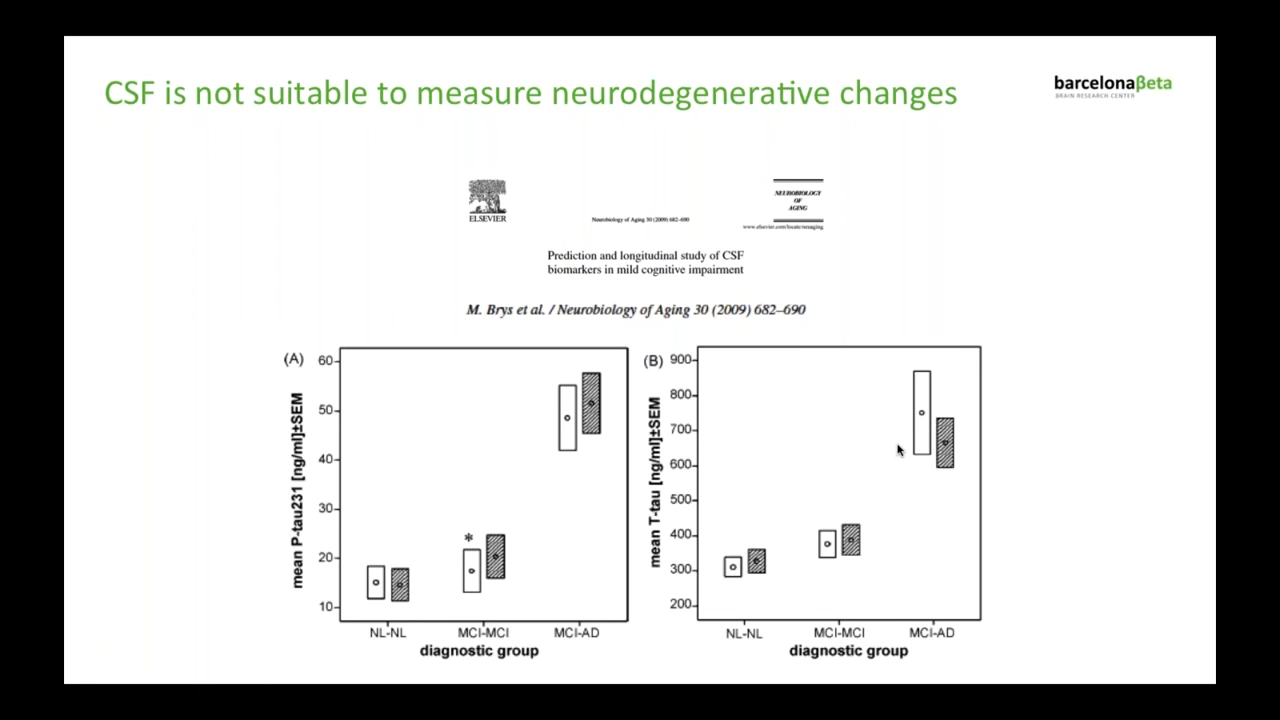 CSF is not suitable to measure neurodegenerative changes
barcelonaβeta
BRAIN RESEARCH CENTER
ELSEVIER
Neurobiology of Aging 30 (2009) 682–690
NEUROBIOLOGY
OF
AGING
www.elsevier.com/locate/neuaging
Prediction and longitudinal study of CSF
biomarkers in mild cognitive impairment
M. Brys et al. / Neurobiology of Aging 30 (2009) 682–690
(A)
mean P-tau231 [ng/ml]±SEM
60
50
40
30
20
10
*
NL-NL MCI-MCI MCI-AD
diagnostic group
(B)
mean T-tau [ng/ml]±SEM
900
800
700
600
500
400
300
200
NL-NL MCI-MCI MCI-AD
diagnostic group